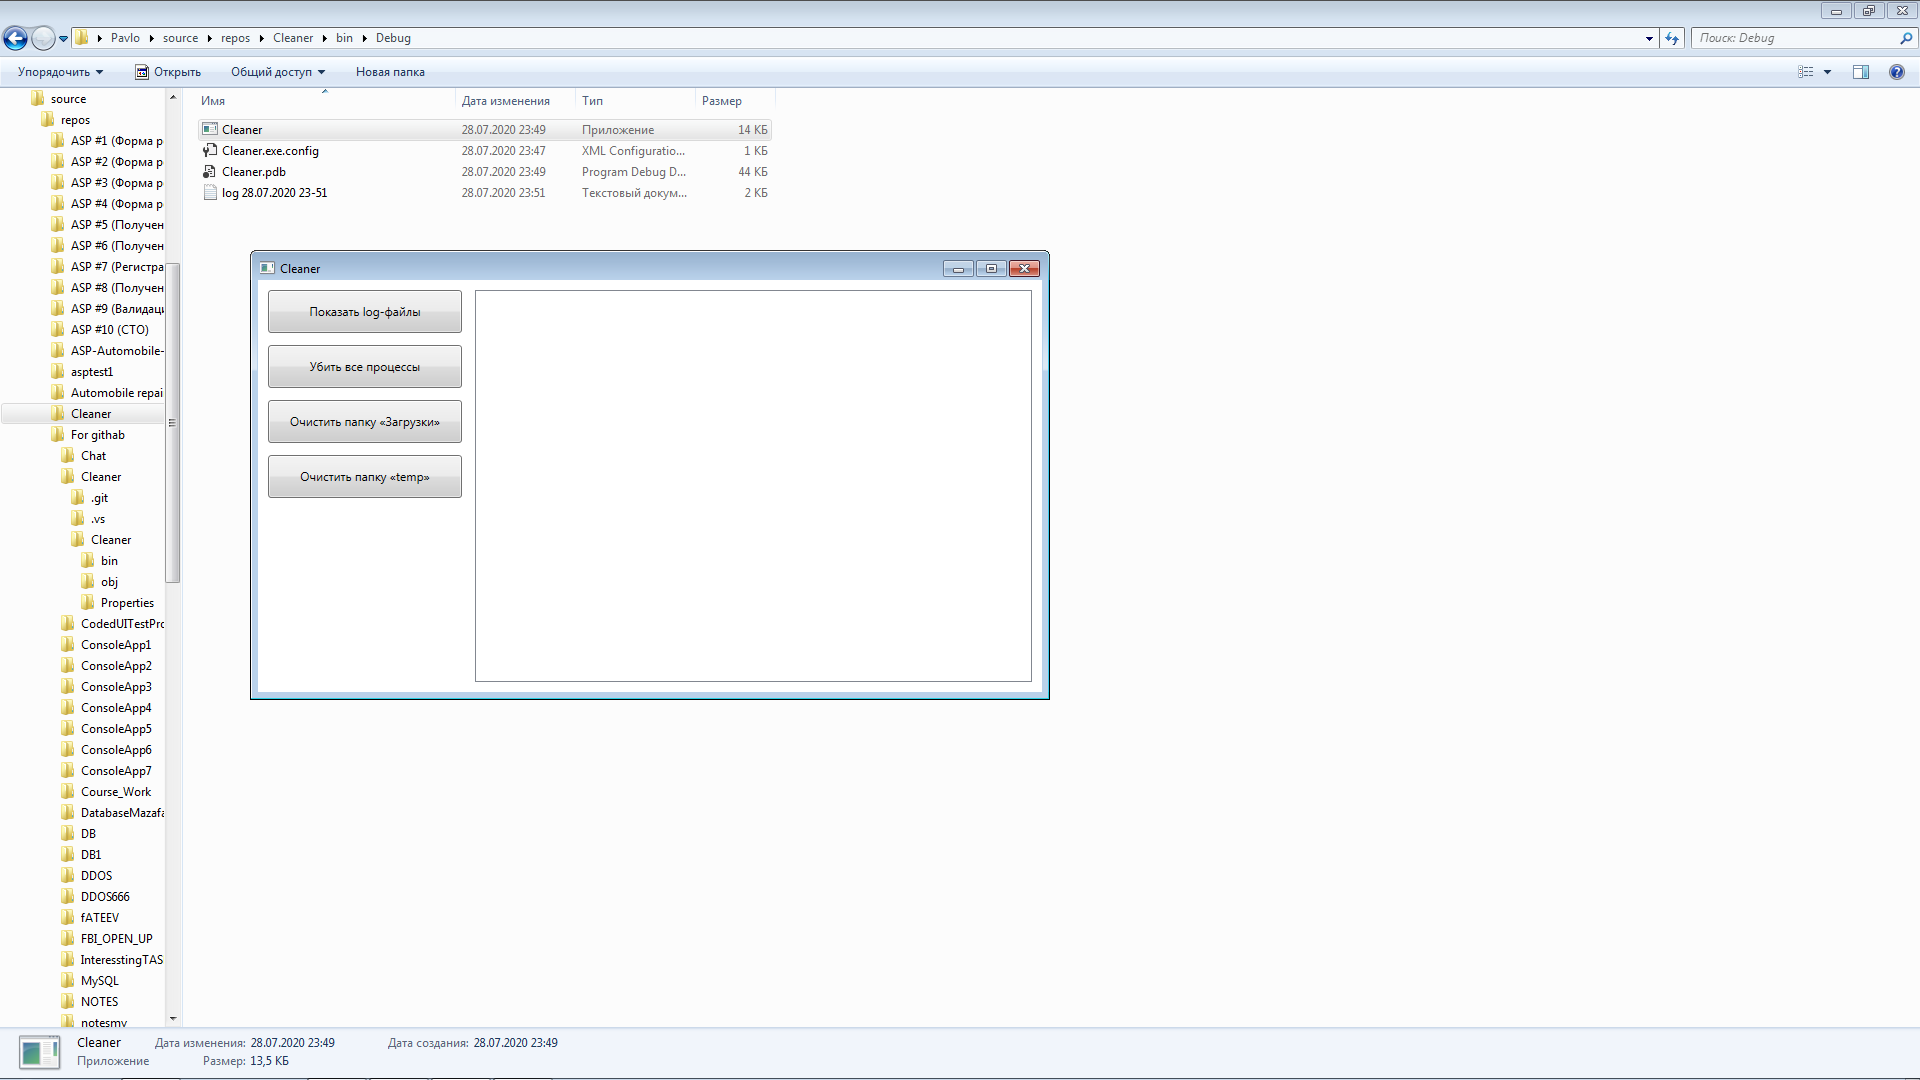 Pavlo source repos Cleaner bin Debug
Поиск: Debug
Упорядочить Открыть Общий доступ Новая папка
source
repos
ASP #1 (Форма р
ASP #2 (Форма р
ASP #3 (Форма р
ASP #4 (Форма р
ASP #5 (Получен
ASP #6 (Получен
ASP #7 (Регистра
ASP #8 (Получен
ASP #9 (Валидаци
ASP #10 (СТО)
ASP-Automobile-
asptest1
Automobile repai
Cleaner
For githab
Chat
Cleaner
.git
.vs
Cleaner
bin
obj
Properties
CodedUITestPro
ConsoleApp1
ConsoleApp2
ConsoleApp3
ConsoleApp4
ConsoleApp5
ConsoleApp6
ConsoleApp7
Course_Work
DatabaseMazafa
DB
DB1
DDOS
DDOS666
fATEEV
FBI_OPEN_UP
InteresstingTAS
MySQL
NOTES
notesmy
Имя Дата изменения Тип Размер
Cleaner 28.07.2020 23:49 Приложение 14 КБ
Cleaner.exe.config 28.07.2020 23:47 XML Configuratio... 1 КБ
Cleaner.pdb 28.07.2020 23:49 Program Debug D... 44 КБ
log 28.07.2020 23-51 28.07.2020 23:51 Текстовый докум... 2 КБ
Cleaner
Показать log-файлы
Убить все процессы
Очистить папку «Загрузки»
Очистить папку «temp»
Cleaner Дата изменения: 28.07.2020 23:49 Дата создания: 28.07.2020 23:49
Приложение Размер: 13,5 КБ